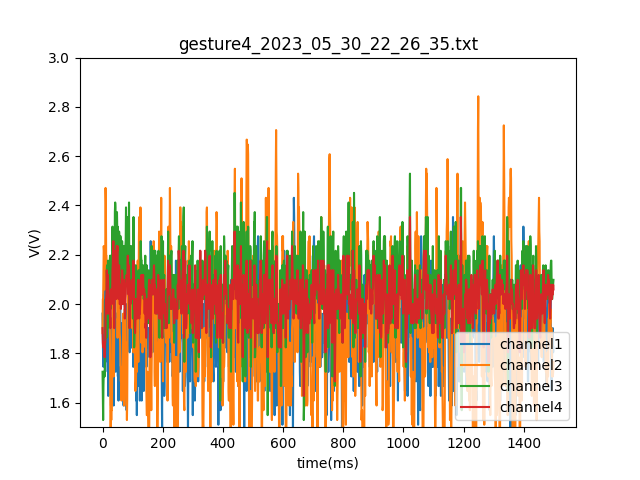 gesture4_2023_05_30_22_26_35.txt
3.0
2.8
2.6
2.4
2.2
2.0
1.8
1.6
V(V)
channel1
channel2
channel3
channel4
0 200 400 600 800 1000 1200 1400
time(ms)